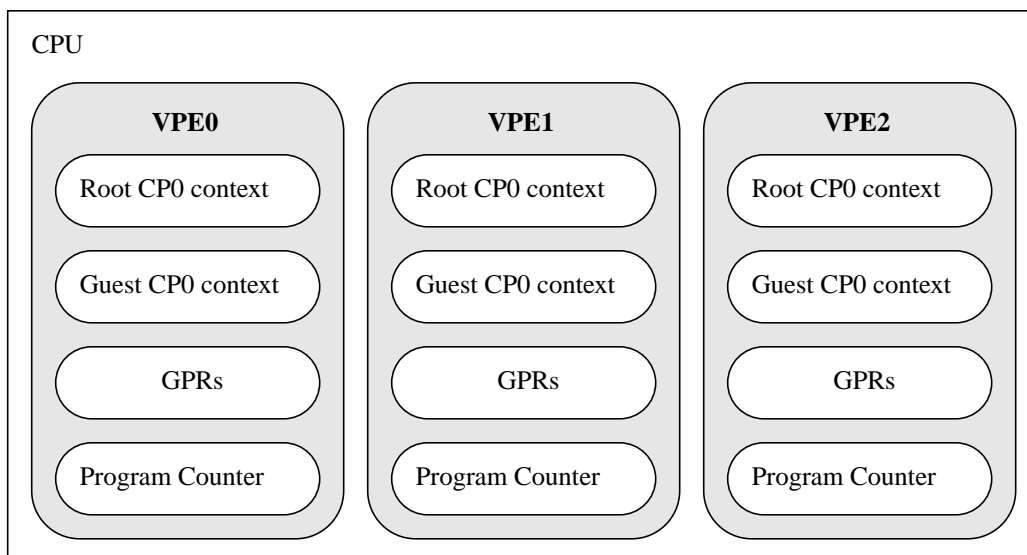 CPU
VPE0
VPE1
VPE2
Root CP0 context
Root CP0 context
Root CP0 context
Guest CP0 context
Guest CP0 context
Guest CP0 context
GPRs
GPRs
GPRs
Program Counter
Program Counter
Program Counter